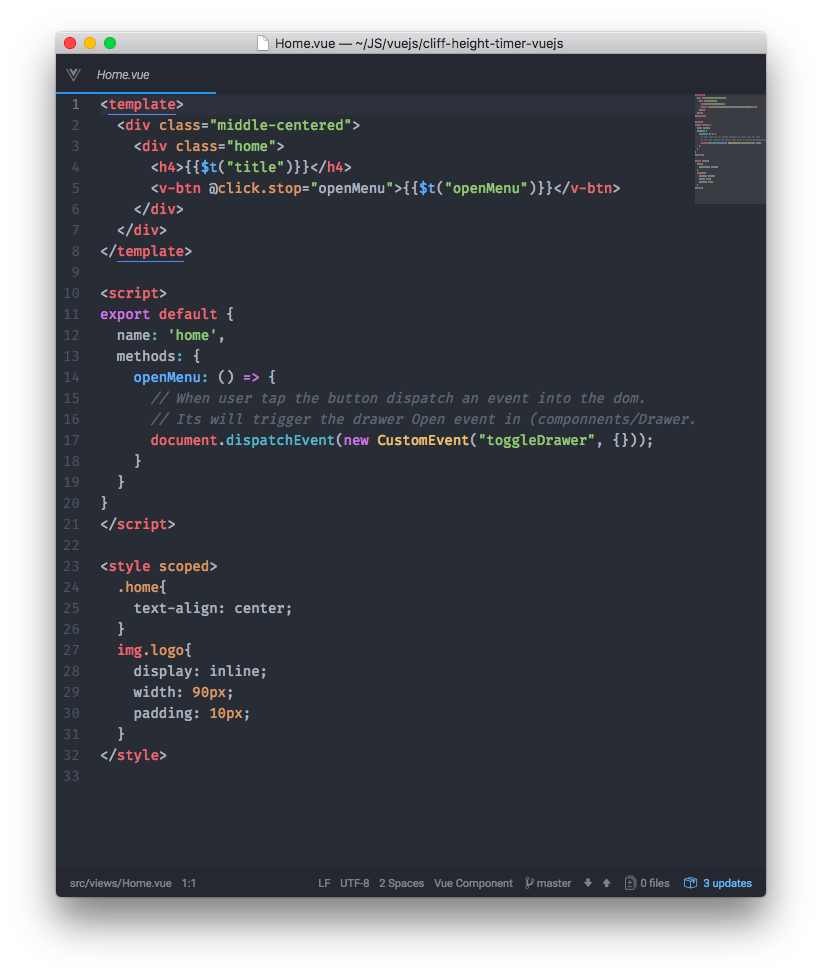 Home.vue — ~/JS/vuejs/cliff-height-timer-vuejs
Home.vue
1 <template>
2   <div class="middle-centered">
3     <div class="home">
4       <h4>{{$t("title")}}</h4>
5       <v-btn @click.stop="openMenu">{{$t("openMenu")}}</v-btn>
6     </div>
7   </div>
8 </template>
9
10 <script>
11 export default {
12   name: 'home',
13   methods: {
14     openMenu: () => {
15       // When user tap the button dispatch an event into the dom.
16       // Its will trigger the drawer Open event in (componnents/Drawer.
17       document.dispatchEvent(new CustomEvent("toggleDrawer", {}));
18     }
19   }
20 }
21 </script>
22
23 <style scoped>
24   .home{
25     text-align: center;
26   }
27   img.logo{
28     display: inline;
29     width: 90px;
30     padding: 10px;
31   }
32 </style>
33
src/views/Home.vue 1:1 LF UTF-8 2 Spaces Vue Component master 0 files 3 updates